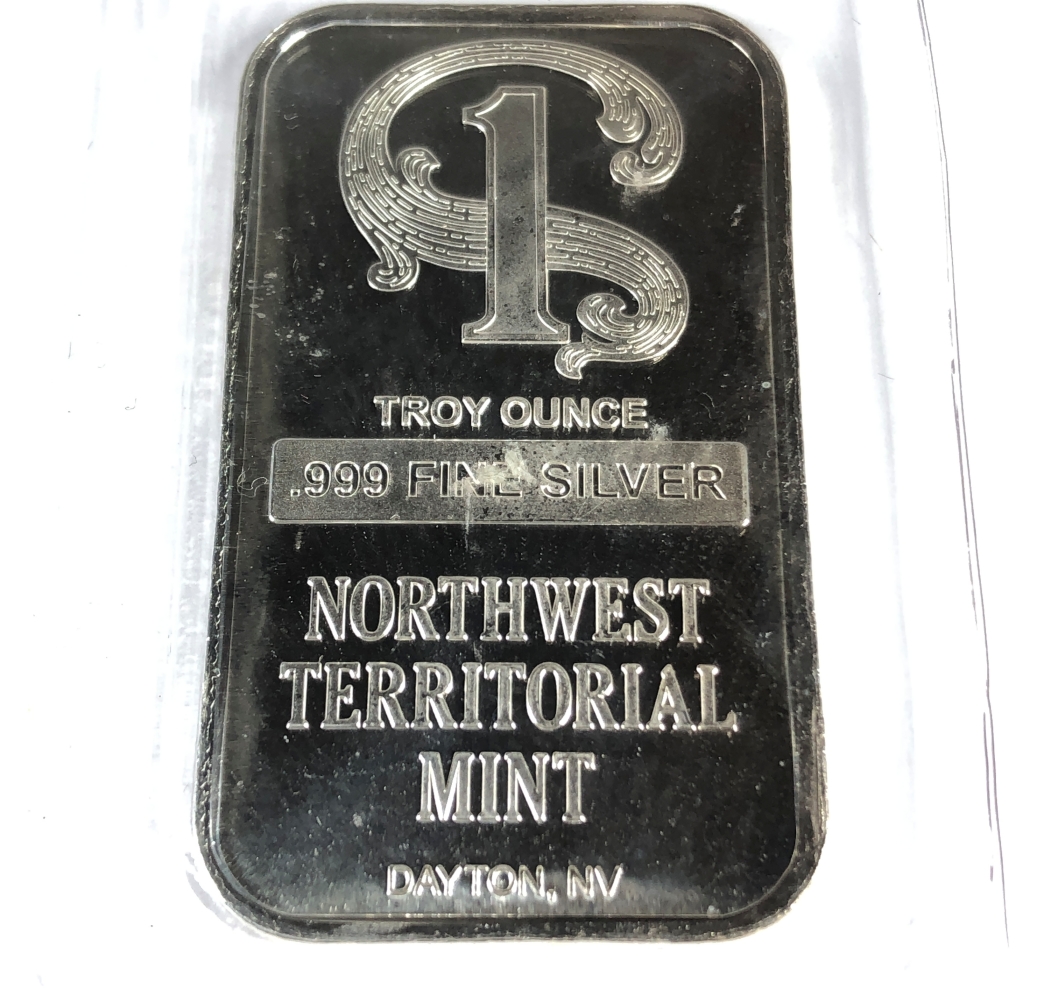 1
TROY OUNCE
.999 FINE SILVER
NORTHWEST
TERRITORIAL
MINT
DAYTON, NV